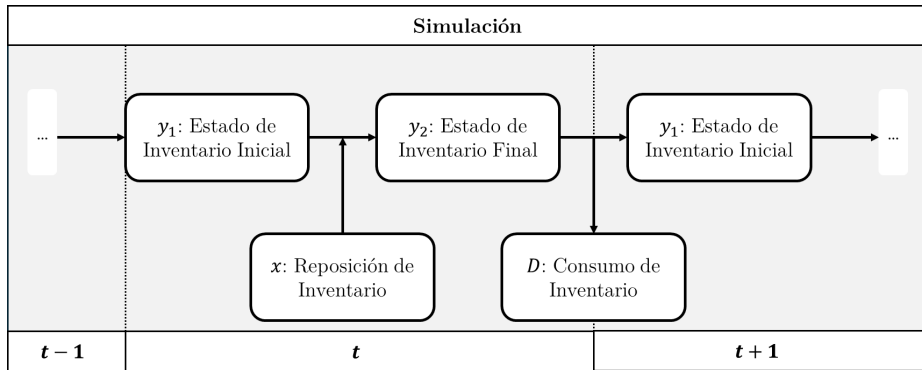 Simulación
...
y₁: Estado de
Inventario Inicial
y₂: Estado de
Inventario Final
y₁: Estado de
Inventario Inicial
...
x: Reposición de
Inventario
D: Consumo de
Inventario
t − 1
t
t + 1